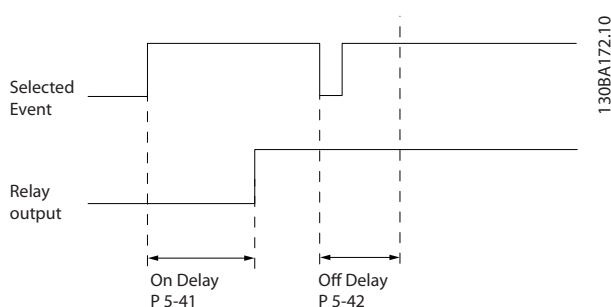 130BA172.10
Selected
Event
Relay
output
On Delay
P 5-41
Off Delay
P 5-42